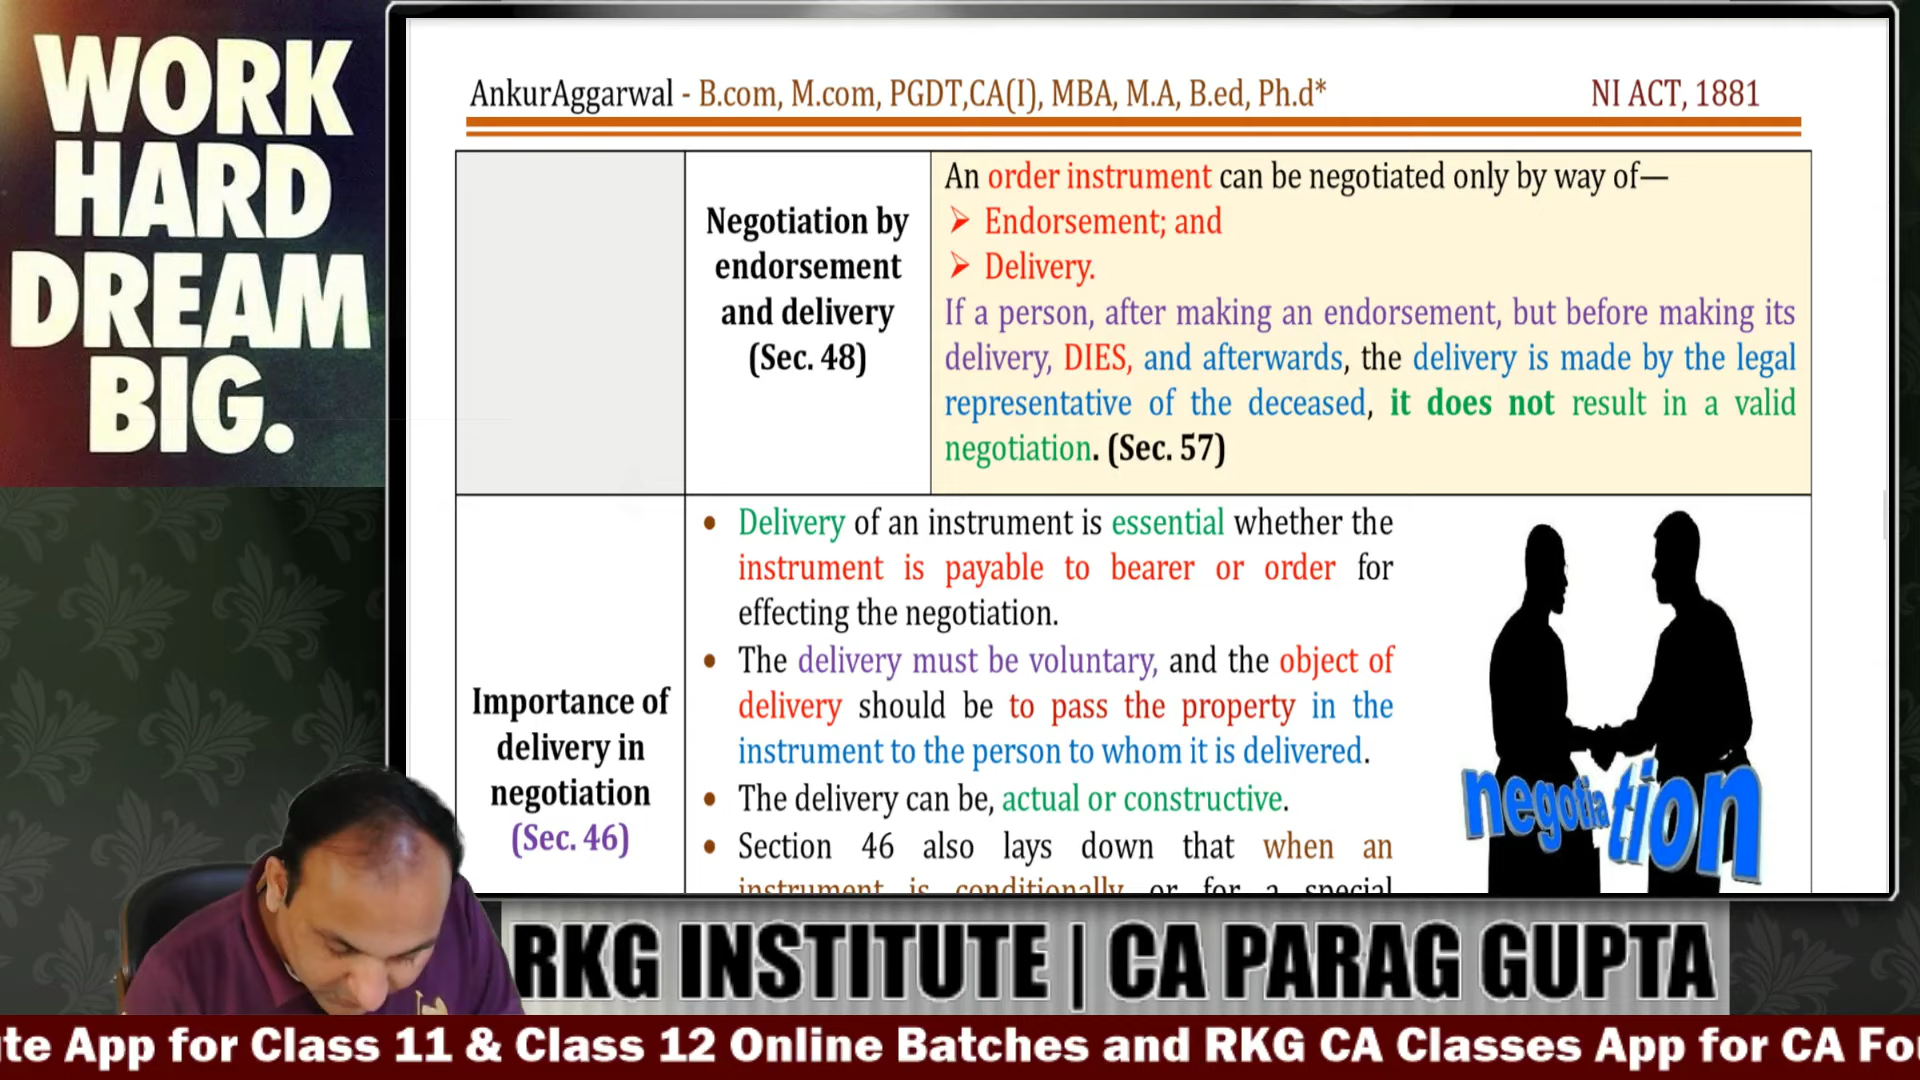 WORK
HARD
DREAM
BIG.
AnkurAggarwal - B.com, M.com, PGDT,CA(I), MBA, M.A, B.ed, Ph.d*
NI ACT, 1881
Negotiation by
endorsement
and delivery
(Sec. 48)
An order instrument can be negotiated only by way of—
➢ Endorsement; and
➢ Delivery.
If a person, after making an endorsement, but before making its
delivery, DIES, and afterwards, the delivery is made by the legal
representative of the deceased, it does not result in a valid
negotiation. (Sec. 57)
Importance of
delivery in
negotiation
(Sec. 46)
• Delivery of an instrument is essential whether the
instrument is payable to bearer or order for
effecting the negotiation.
• The delivery must be voluntary, and the object of
delivery should be to pass the property in the
instrument to the person to whom it is delivered.
• The delivery can be, actual or constructive.
• Section 46 also lays down that when an
instrument is conditionally or for a special
negotiation
RKG INSTITUTE | CA PARAG GUPTA
te App for Class 11 & Class 12 Online Batches and RKG CA Classes App for CA Fo